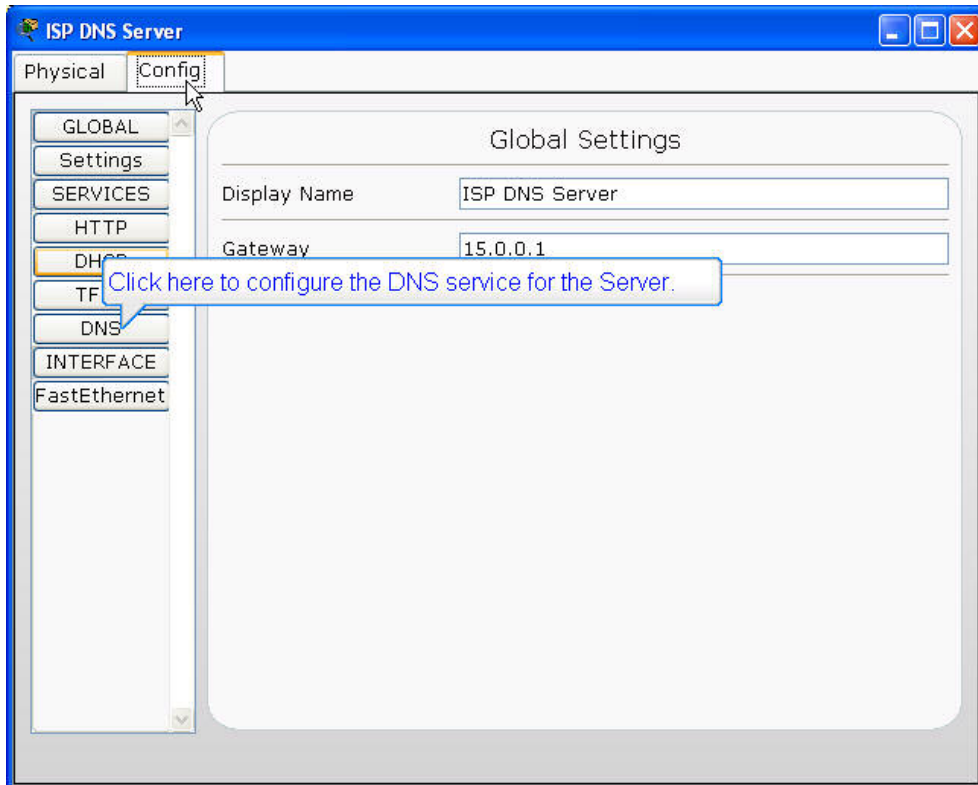 ISP DNS Server
Physical
Config
GLOBAL
Settings
SERVICES
HTTP
TF
DNS
INTERFACE
FastEthernet
Global Settings
Display Name
ISP DNS Server
Gateway
15.0.0.1
Click here to configure the DNS service for the Server.